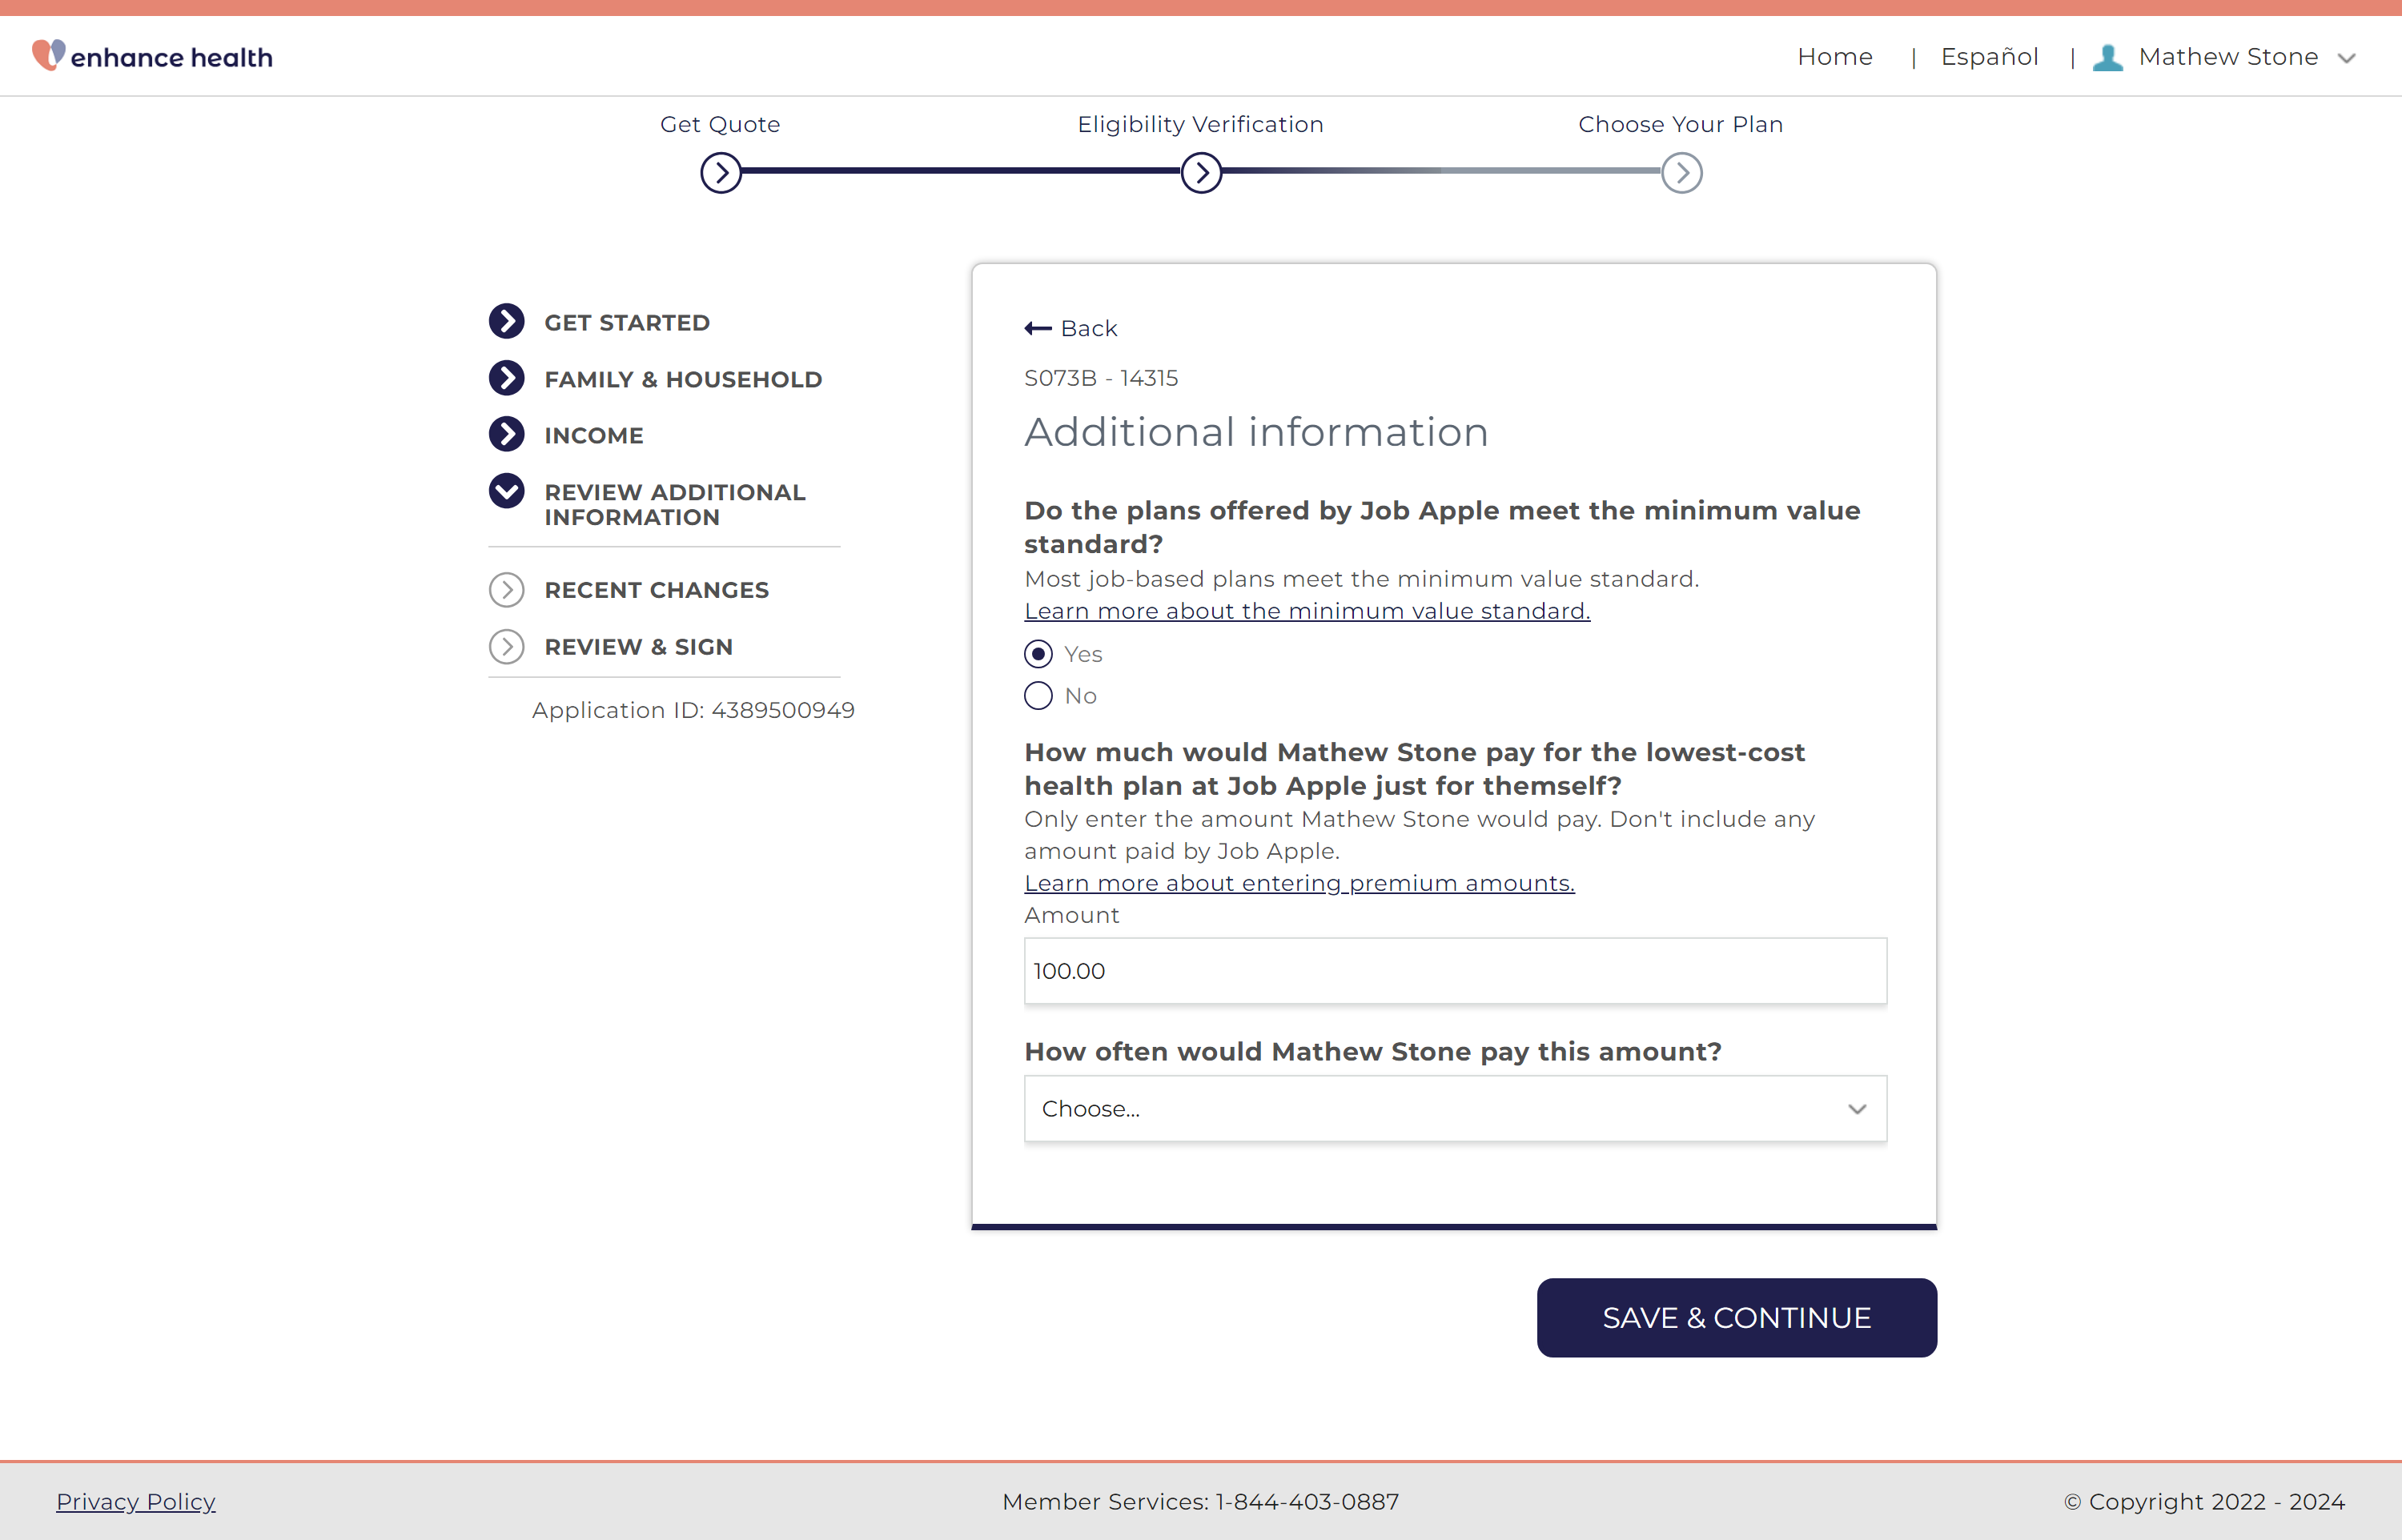 enhance health
Home | Español | Mathew Stone
Get Quote
Eligibility Verification
Choose Your Plan
GET STARTED
FAMILY & HOUSEHOLD
INCOME
REVIEW ADDITIONAL
INFORMATION
RECENT CHANGES
REVIEW & SIGN
Application ID: 4389500949
Back
S073B - 14315
Additional information
Do the plans offered by Job Apple meet the minimum value
standard?
Most job-based plans meet the minimum value standard.
Learn more about the minimum value standard.
Yes
No
How much would Mathew Stone pay for the lowest-cost
health plan at Job Apple just for themself?
Only enter the amount Mathew Stone would pay. Don't include any
amount paid by Job Apple.
Learn more about entering premium amounts.
Amount
100.00
How often would Mathew Stone pay this amount?
Choose...
SAVE & CONTINUE
Privacy Policy
Member Services: 1-844-403-0887
© Copyright 2022 - 2024